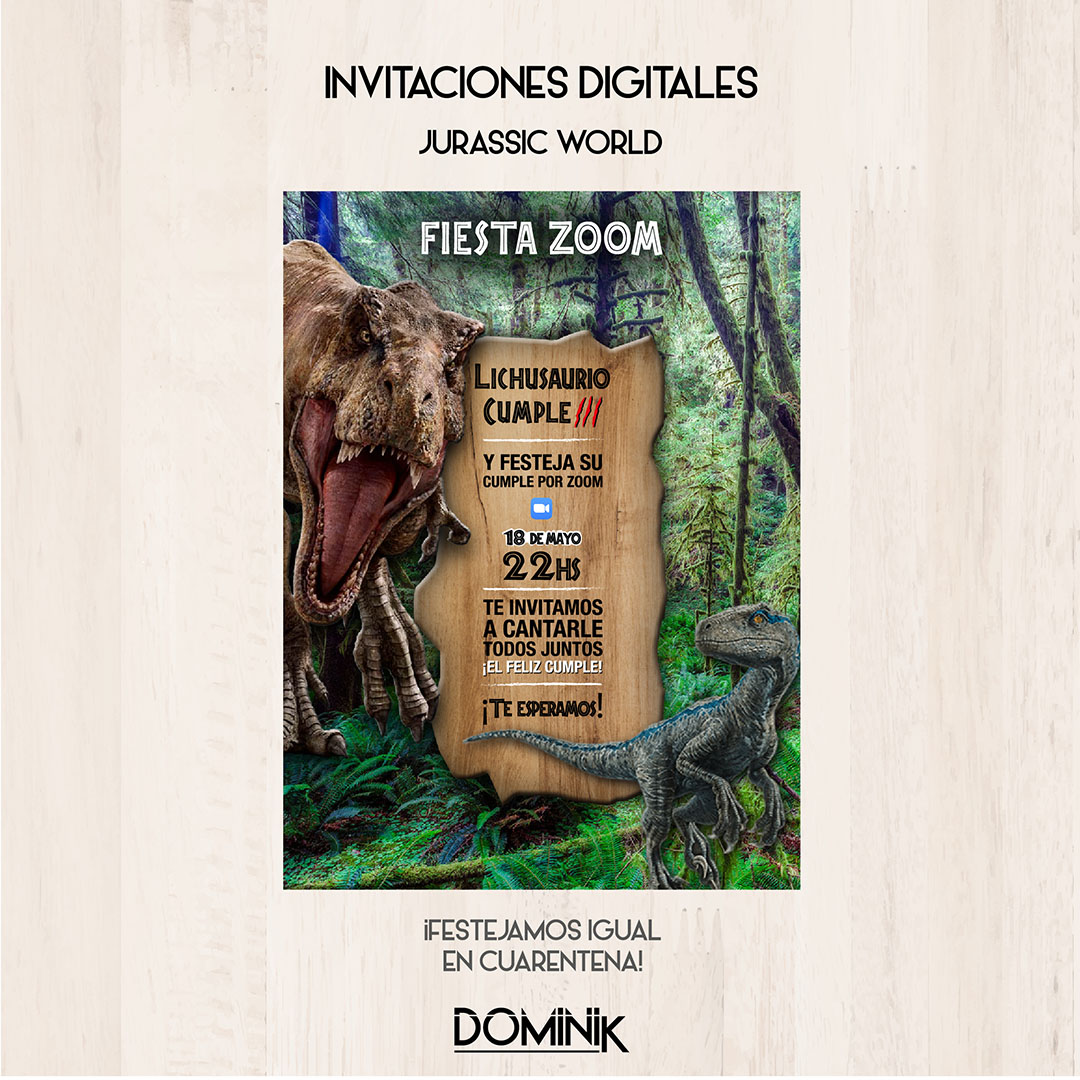 INVITACIONES DIGITALES
JURASSIC WORLD
FIESTA ZOOM
LICHUSAURIO
CUMPLE III
Y FESTEJA SU
CUMPLE POR ZOOM
18 DE MAYO
22HS
TE INVITAMOS
A CANTARLE
TODOS JUNTOS
¡EL FELIZ CUMPLE!
¡TE ESPERAMOS!
¡FESTEJAMOS IGUAL
EN CUARENTENA!
DOMINIK